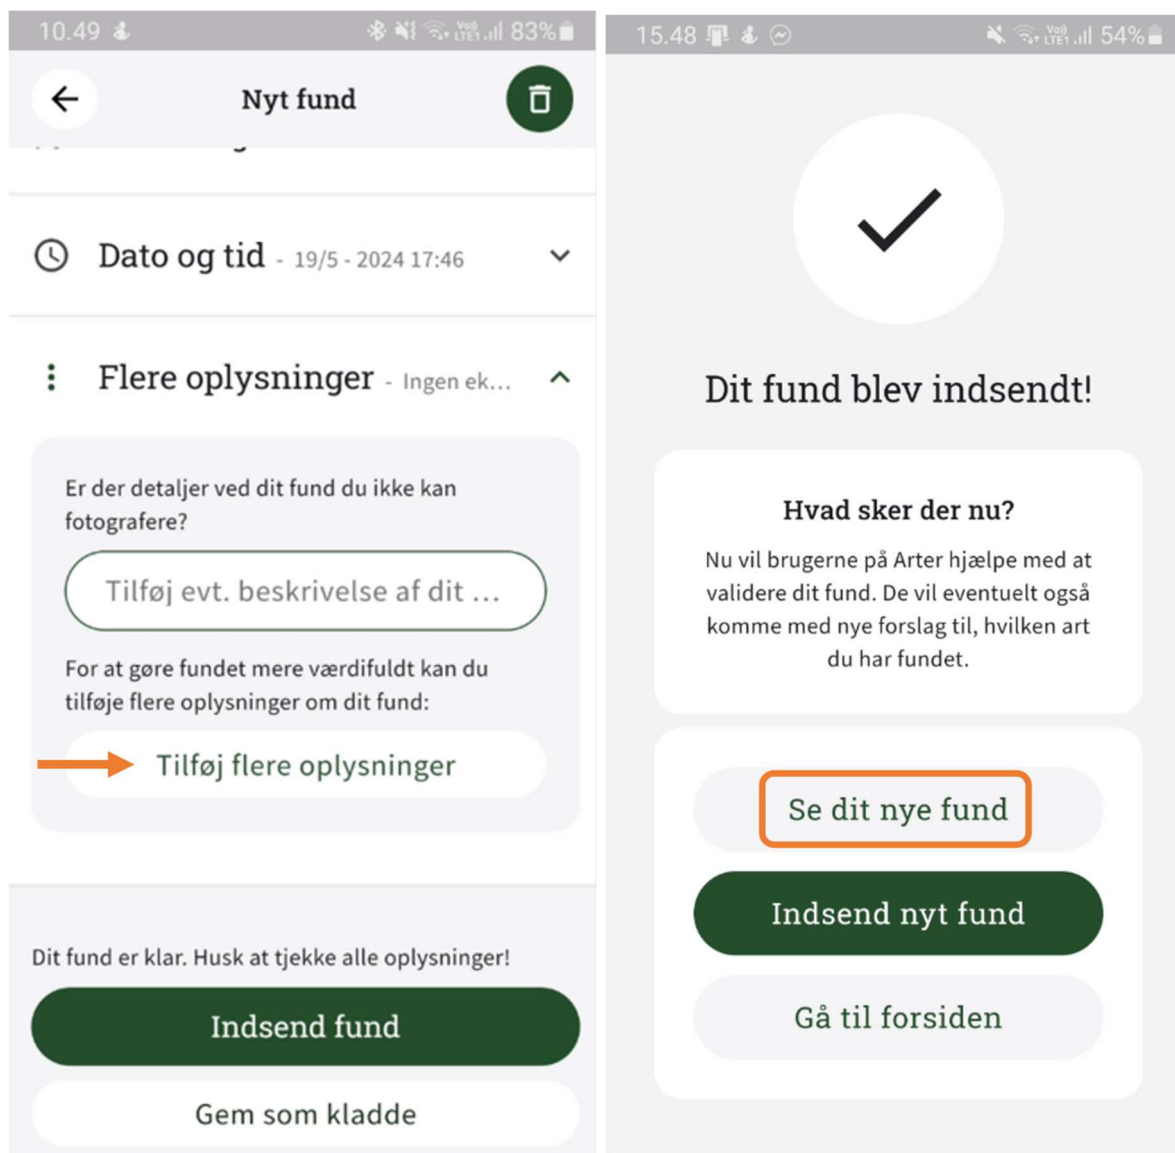 10.49
83%
Nyt fund
Dato og tid - 19/5 - 2024 17:46
Flere oplysninger - Ingen ek...
Er der detaljer ved dit fund du ikke kan
fotografere?
Tilføj evt. beskrivelse af dit ...
For at gøre fundet mere værdifuldt kan du
tilføje flere oplysninger om dit fund:
Tilføj flere oplysninger
Dit fund er klar. Husk at tjekke alle oplysninger!
Indsend fund
Gem som kladde
15.48
Vo)) LTE1 54%
Dit fund blev indsendt!
Hvad sker der nu?
Nu vil brugerne på Arter hjælpe med at
validere dit fund. De vil eventuelt også
komme med nye forslag til, hvilken art
du har fundet.
Se dit nye fund
Indsend nyt fund
Gå til forsiden